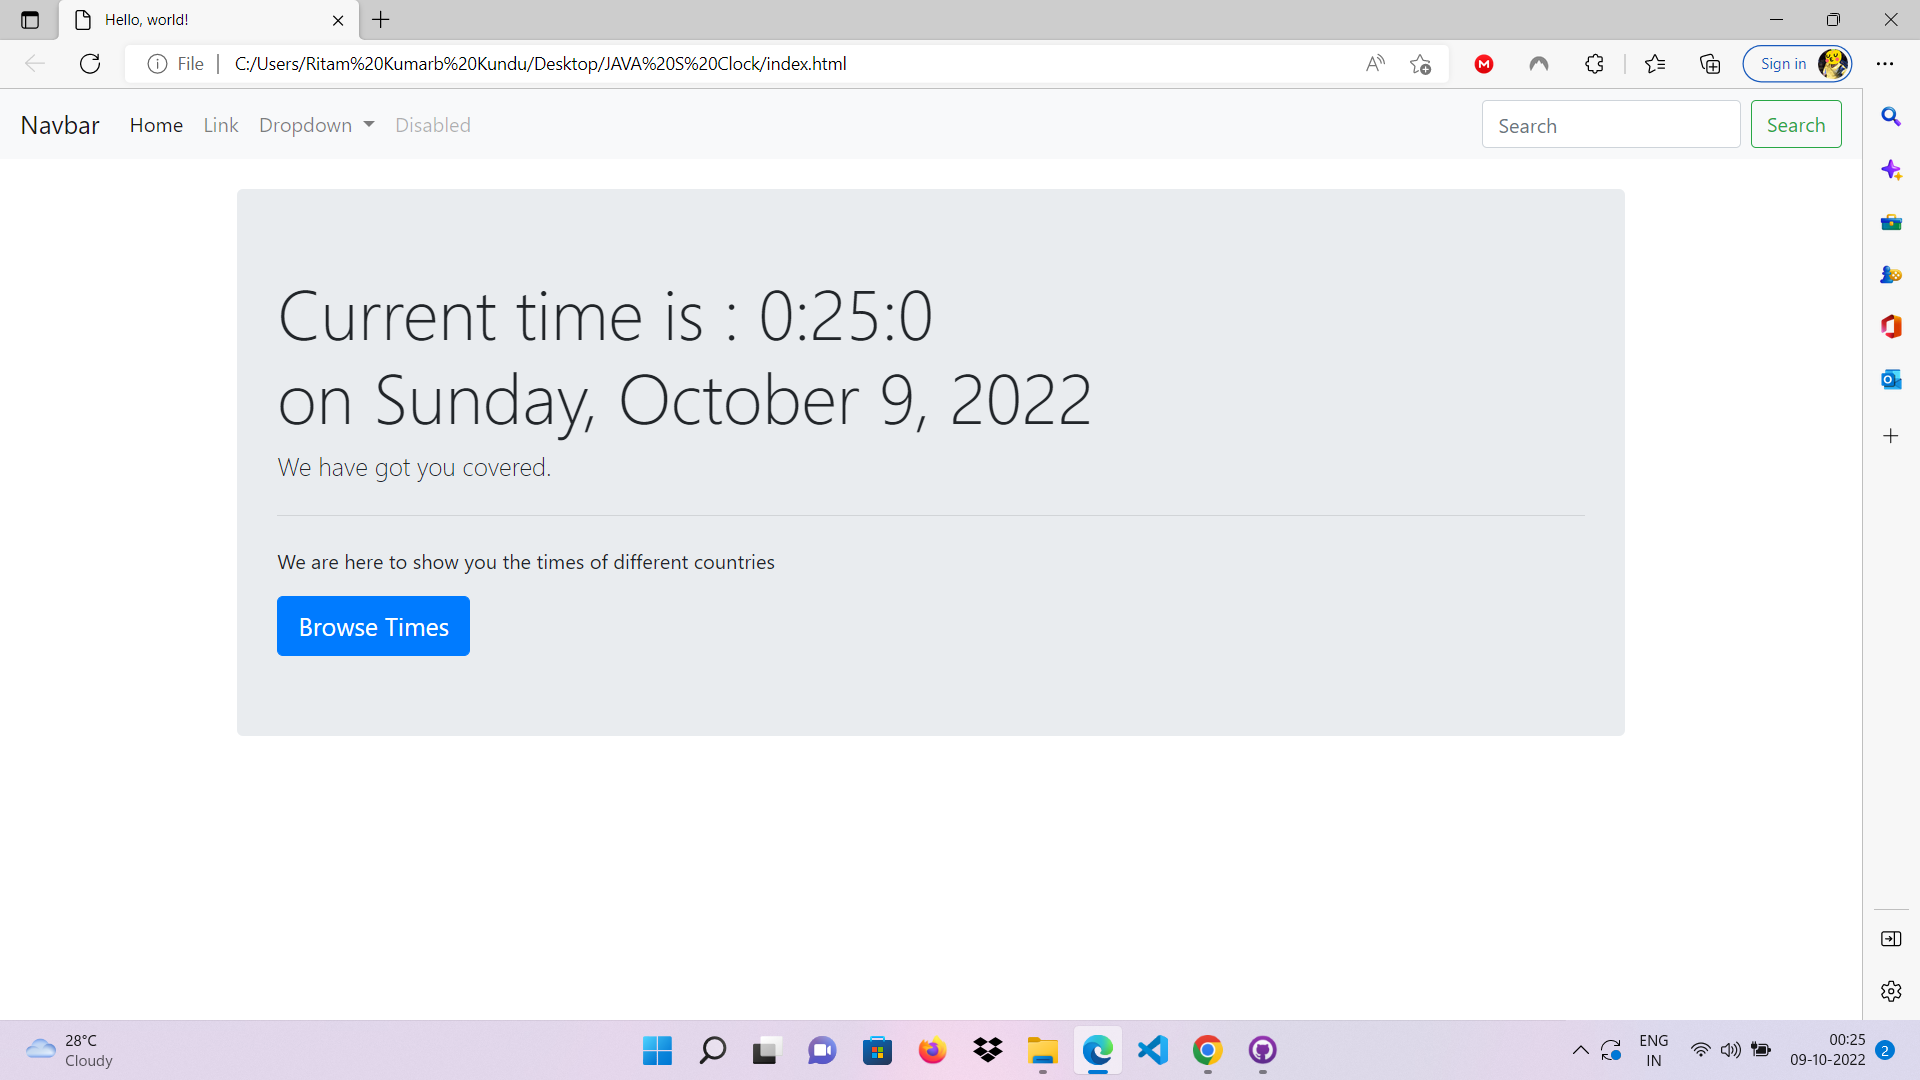 Hello, world!
File
C:/Users/Ritam%20Kumarb%20Kundu/Desktop/JAVA%20S%20Clock/index.html
Sign in
Navbar
Home
Link
Dropdown
Disabled
Search
Search
Current time is : 0:25:0
on Sunday, October 9, 2022
We have got you covered.
We are here to show you the times of different countries
Browse Times
28°C
Cloudy
ENG
IN
00:25
09-10-2022
2